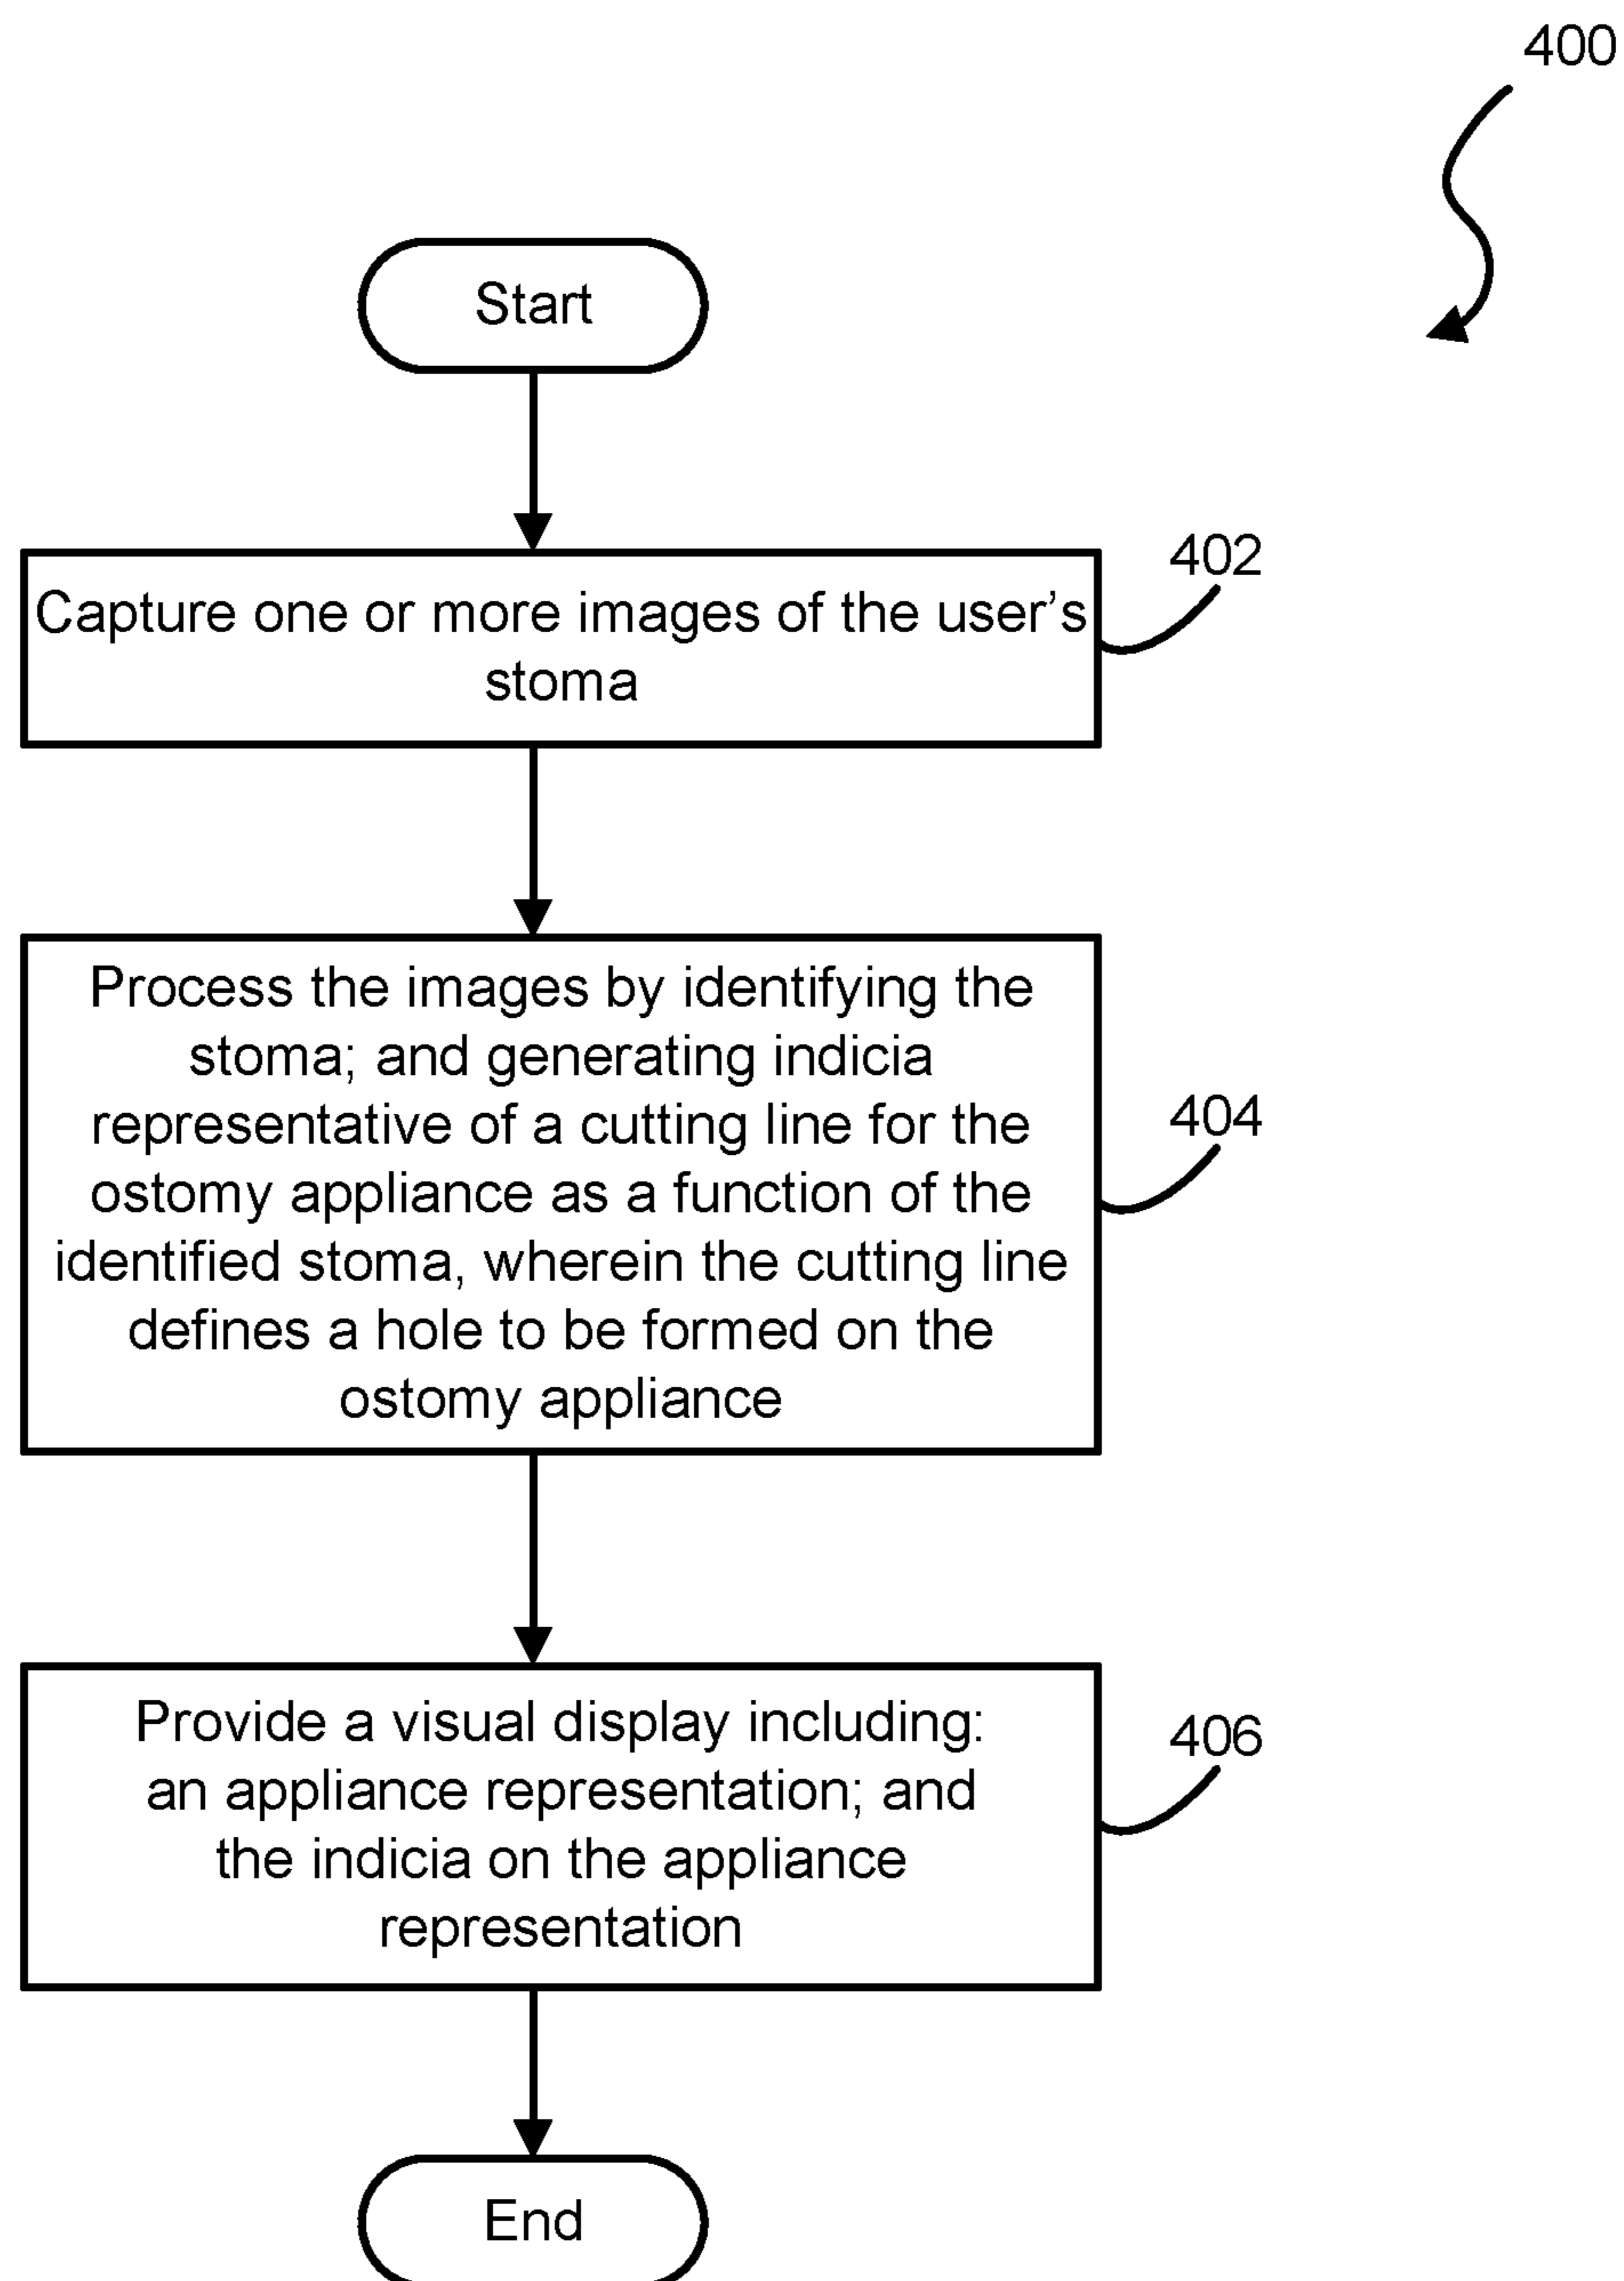 400
Start
402
Capture one or more images of the user’s
stoma
Process the images by identifying the
stoma; and generating indicia
representative of a cutting line for the
404
ostomy appliance as a function of the
identified stoma, wherein the cutting line
defines a hole to be formed on the
ostomy appliance
Provide a visual display including:
406
an appliance representation; and
the indicia on the appliance
representation
End